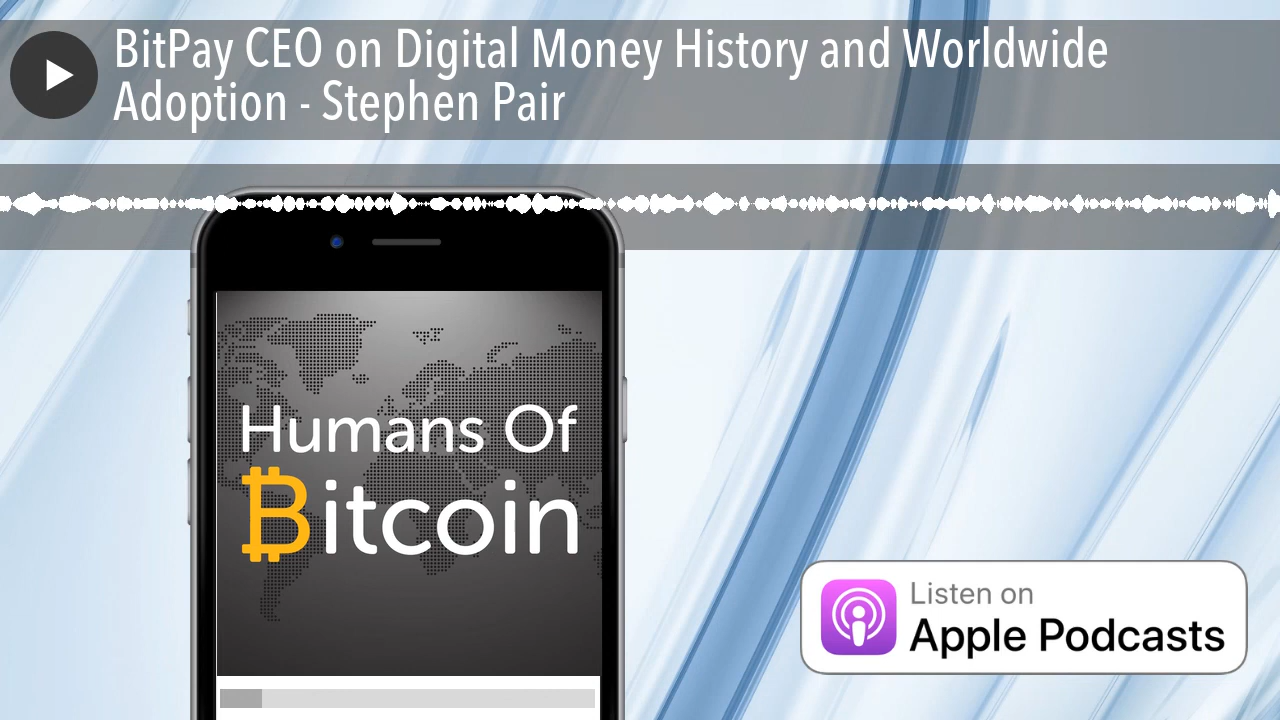 BitPay CEO on Digital Money History and Worldwide
Adoption - Stephen Pair
Humans Of
Bitcoin
Listen on
Apple Podcasts